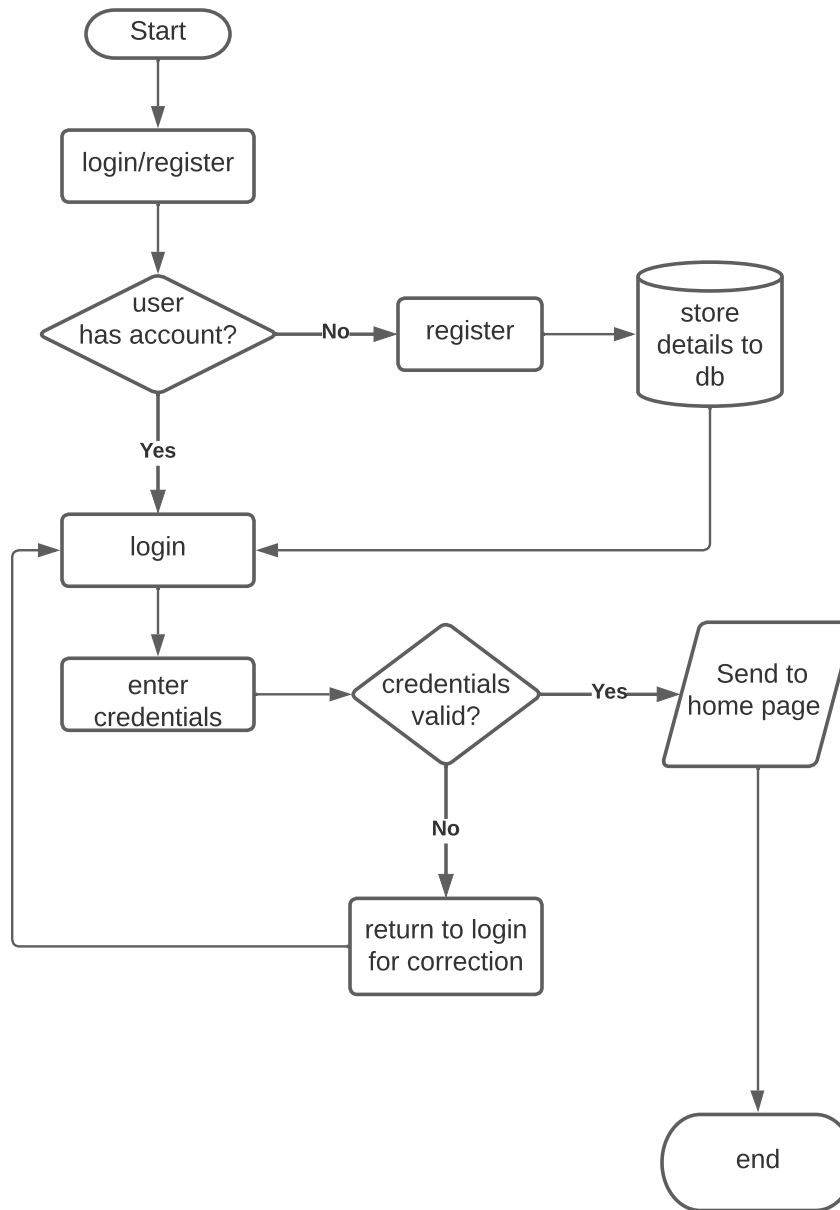 Start
login/register
user
has account?
No
register
store
details to
db
Yes
login
enter
credentials
credentials
valid?
Yes
Send to
home page
No
return to login
for correction
end